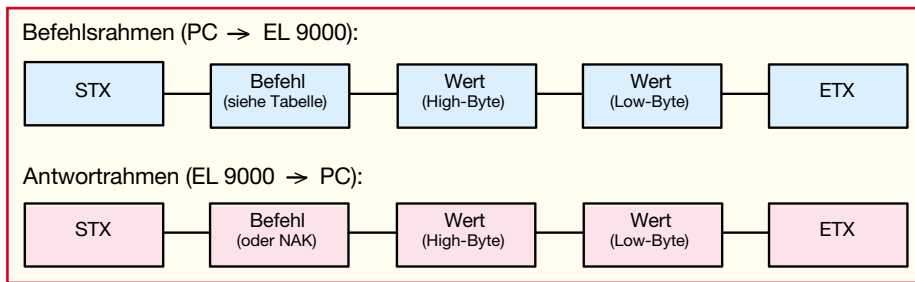 Befehlsrahmen (PC → EL 9000):
STX
Befehl
(siehe Tabelle)
Wert
(High-Byte)
Wert
(Low-Byte)
ETX
Antwortrahmen (EL 9000 → PC):
STX
Befehl
(oder NAK)
Wert
(High-Byte)
Wert
(Low-Byte)
ETX